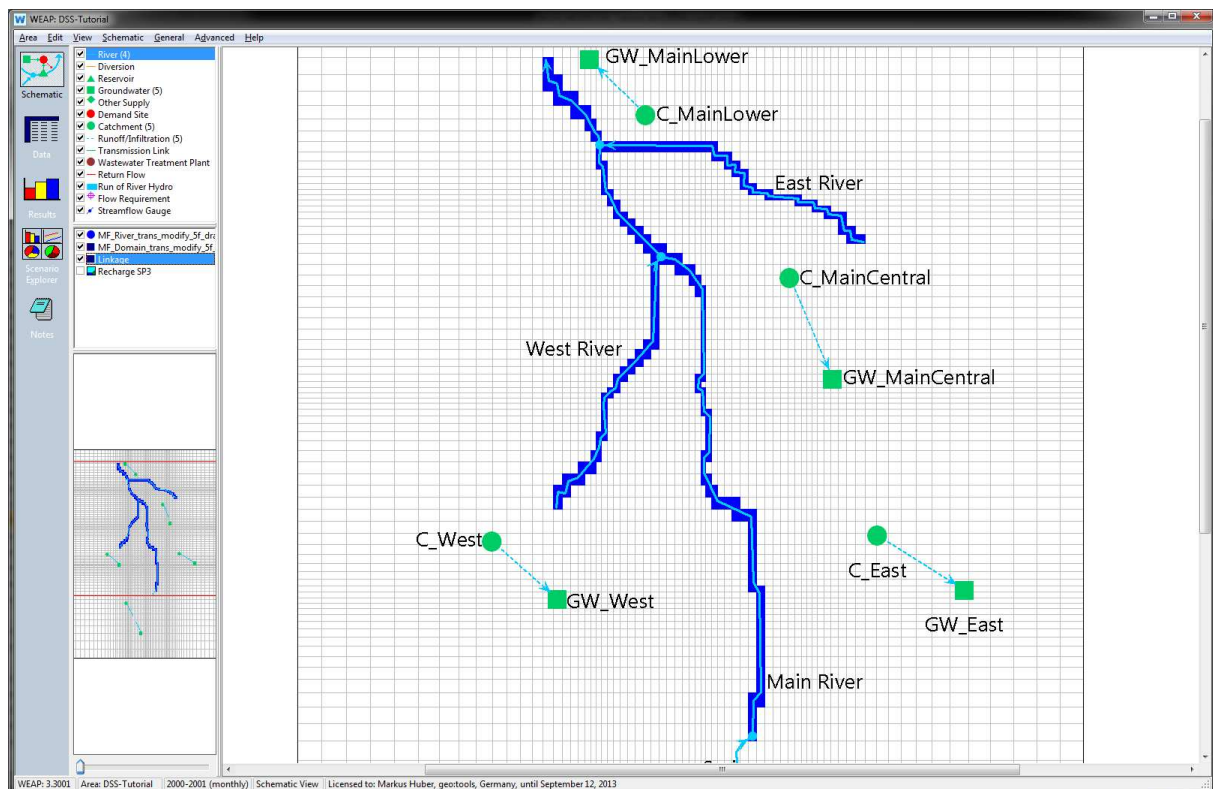 WEAP: DSS-Tutorial
Area Edit View Schematic General Advanced Help
Schematic
Data
Results
Scenario
Explorer
Notes
River (4)
Diversion
Reservoir
Groundwater (5)
Other Supply
Demand Site
Catchment (5)
Runoff/Infiltration (5)
Transmission Link
Wastewater Treatment Plant
Return Flow
Run of River Hydro
Flow Requirement
Streamflow Gauge
MF_River_trans_modify_5f_dra
MF_Domain_trans_modify_5f_
Linkage
Recharge SP3
GW_MainLower
C_MainLower
East River
C_MainCentral
West River
GW_MainCentral
C_West
C_East
GW_West
GW_East
Main River
WEAP: 3.3001 Area: DSS-Tutorial 2000-2001 (monthly) Schematic View Licensed to: Markus Huber, geo:tools, Germany, until September 12, 2013